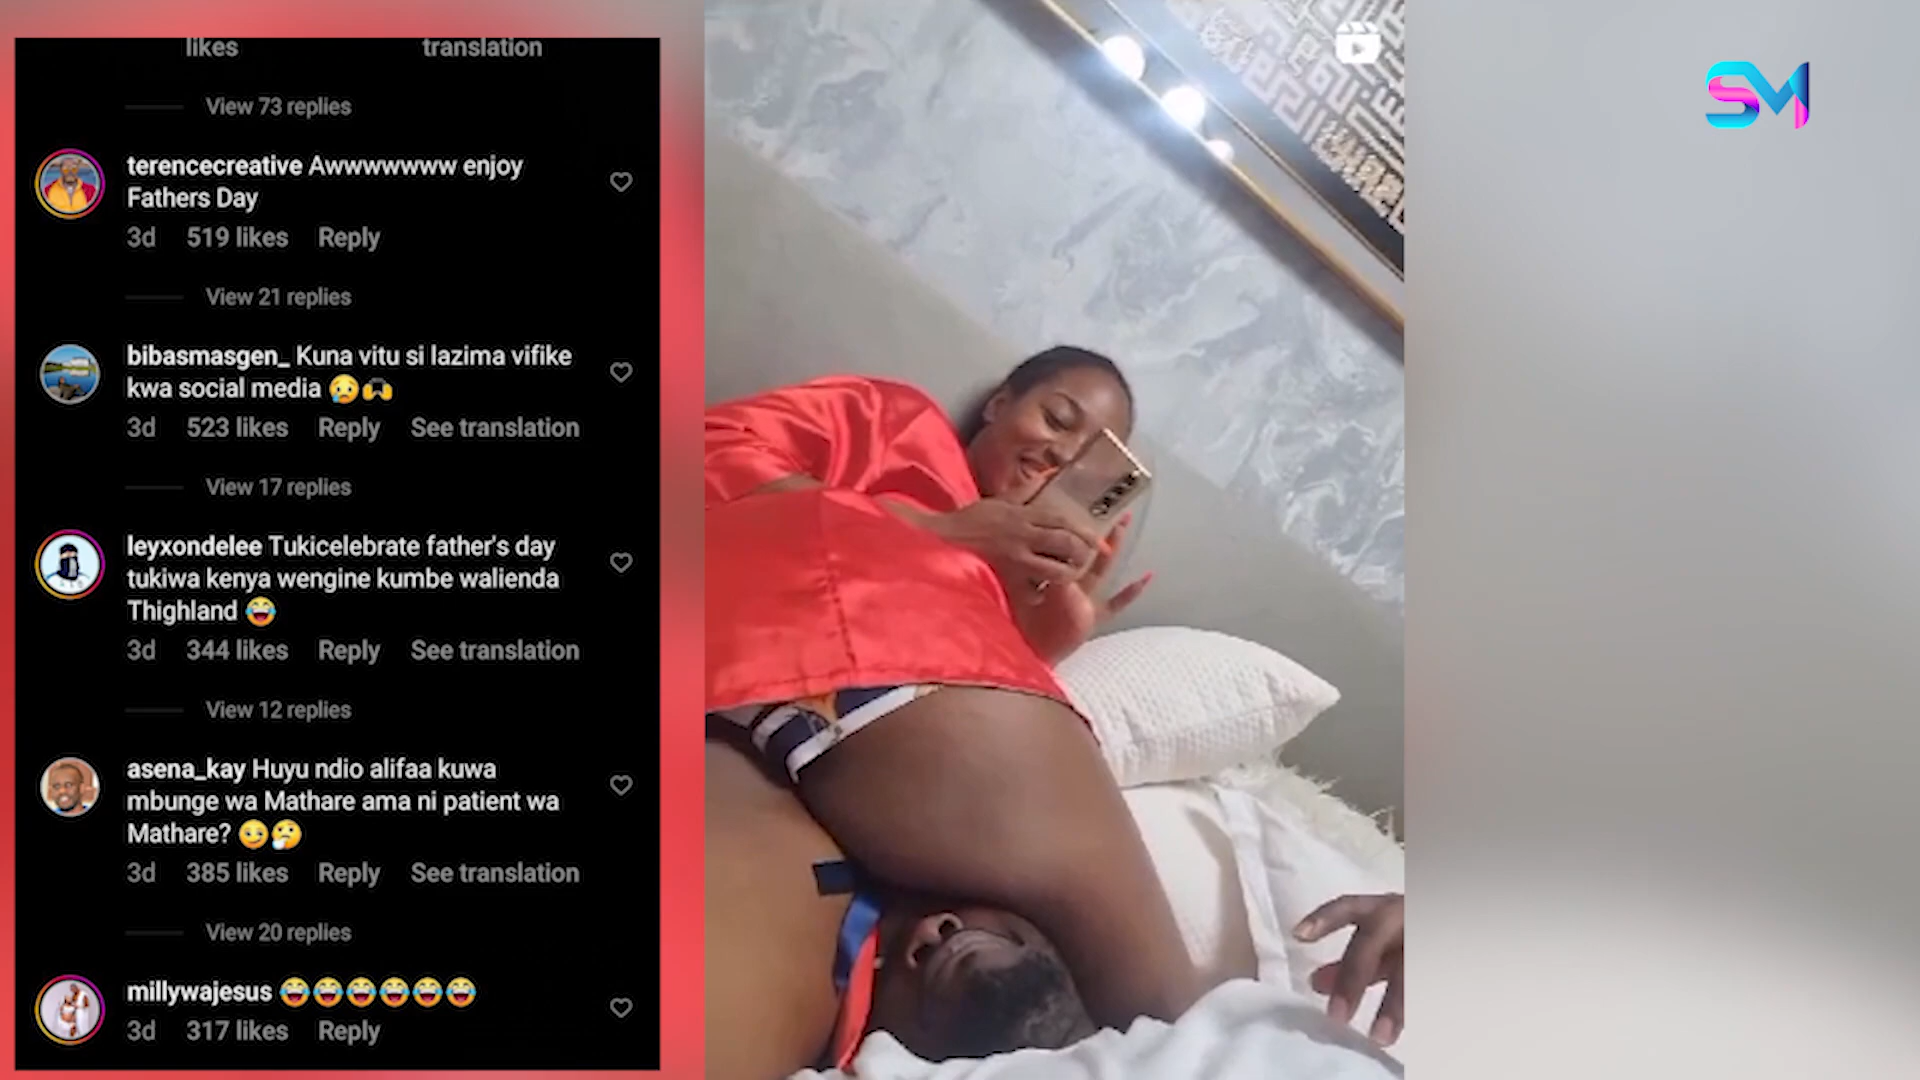 likes translation
View 73 replies
terencecreative Awwwwwww enjoy
Fathers Day
3d 519 likes Reply
View 21 replies
bibasmasgen_ Kuna vitu si lazima vifike
kwa social media 😢🙌
3d 523 likes Reply See translation
View 17 replies
leyxondelee Tukicelebrate father's day
tukiwa kenya wengine kumbe walienda
Thighland 😂
3d 344 likes Reply See translation
View 12 replies
asena_kay Huyu ndio alifaa kuwa
mbunge wa Mathare ama ni patient wa
Mathare? 🥴🤔
3d 385 likes Reply See translation
View 20 replies
millywajesus 😂😂😂😂😂😂
3d 317 likes Reply
SM